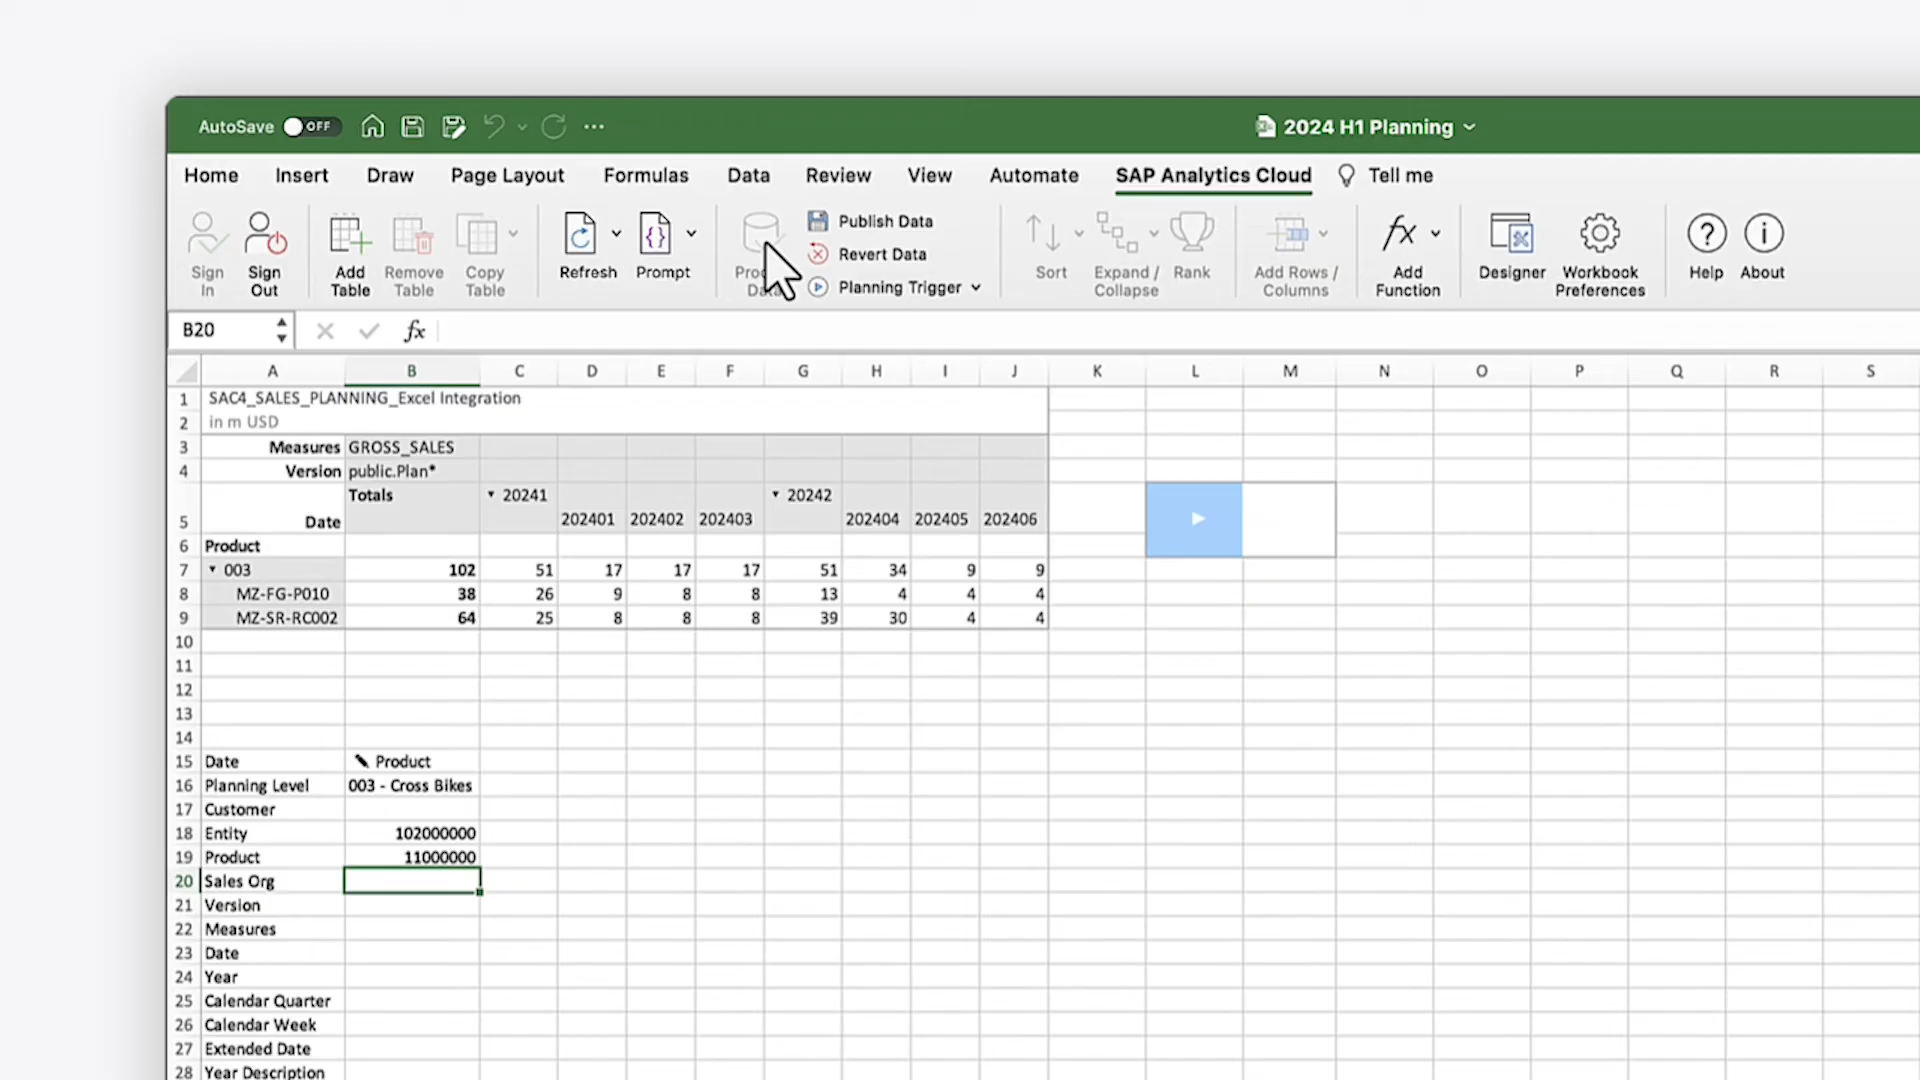 AutoSave OFF 2024 H1 Planning
Home Insert Draw Page Layout Formulas Data Review View Automate SAP Analytics Cloud Tell me
Sign In
Sign Out
Add Table
Remove Table
Copy Table
Refresh
Prompt
Publish Data
Revert Data
Planning Trigger
Sort
Expand / Collapse
Rank
Add Rows / Columns
Add Function
Designer
Workbook Preferences
Help
About
B20 fx
A B C D E F G H I J K L M N O P Q R S
1 SAC4_SALES_PLANNING_Excel Integration
2 in m USD
3 Measures GROSS_SALES
4 Version public.Plan*
Totals 20241 20242
5 Date 202401 202402 202403 202404 202405 202406
6 Product
7 003 102 51 17 17 17 51 34 9 9
8 MZ-FG-P010 38 26 9 8 8 13 4 4 4
9 MZ-SR-RC002 64 25 8 8 8 39 30 4 4
10
11
12
13
14
15 Date Product
16 Planning Level 003 - Cross Bikes
17 Customer
18 Entity 102000000
19 Product 11000000
20 Sales Org
21 Version
22 Measures
23 Date
24 Year
25 Calendar Quarter
26 Calendar Week
27 Extended Date
28 Year Description